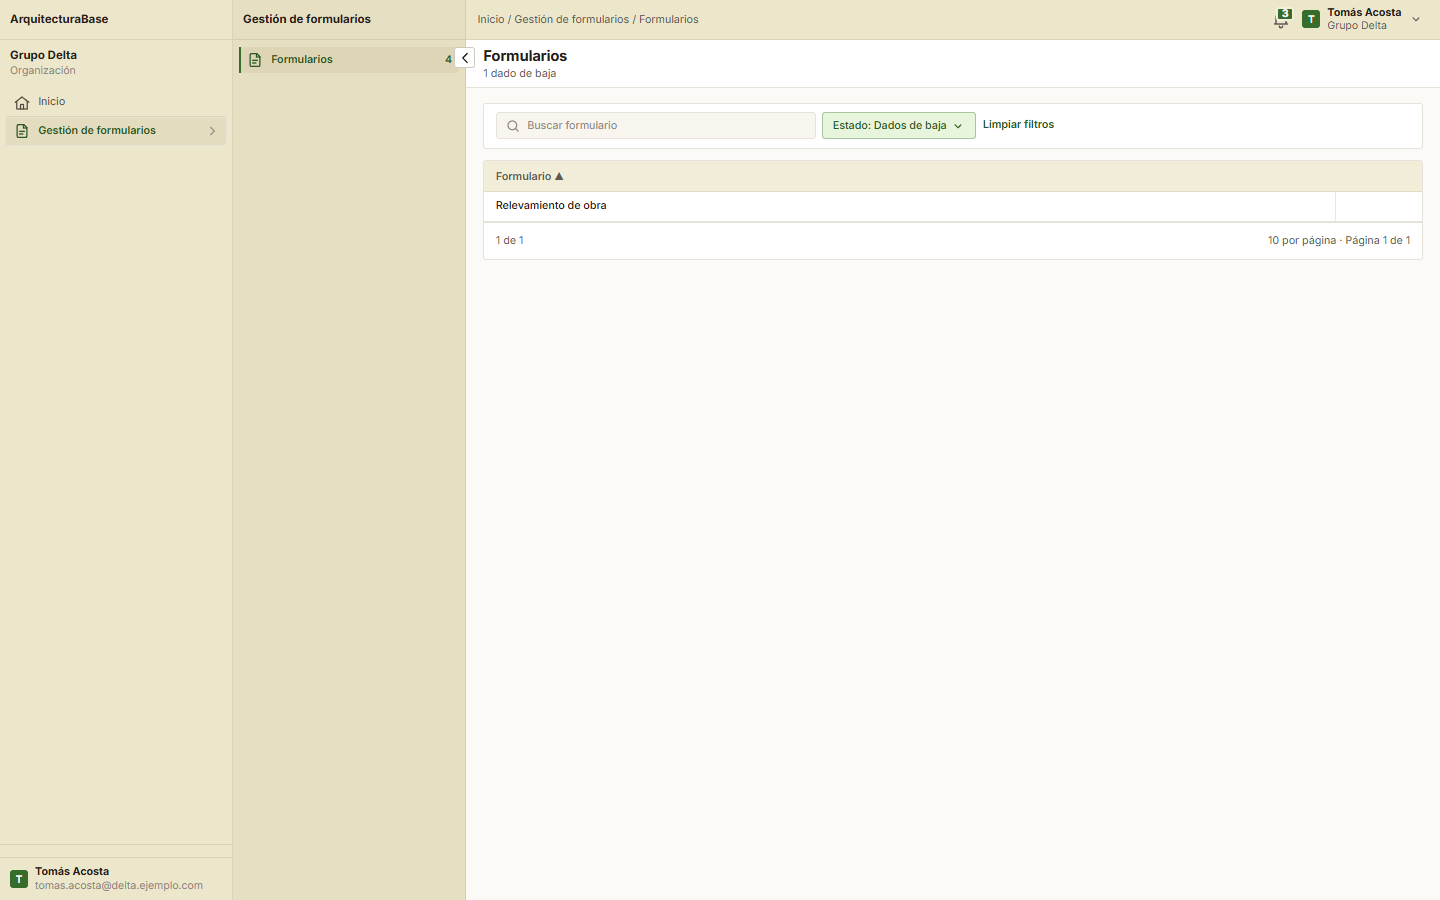 ArquitecturaBase
Grupo Delta
Organización
Inicio
Gestión de formularios
Tomás Acosta
tomas.acosta@delta.ejemplo.com
Gestión de formularios
Formularios 4
Inicio / Gestión de formularios / Formularios
3
T
Tomás Acosta
Grupo Delta
Formularios
1 dado de baja
Buscar formulario
Estado: Dados de baja
Limpiar filtros
Formulario ▲
Relevamiento de obra
1 de 1
10 por página · Página 1 de 1
T